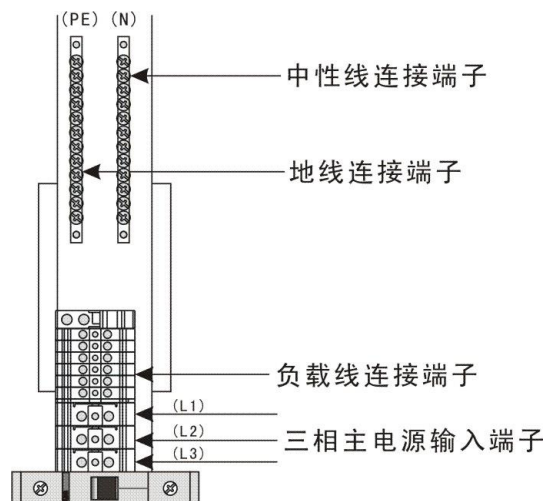 (PE) (N)
中性线连接端子
地线连接端子
负载线连接端子
(L1)
(L2) 三相主电源输入端子
(L3)